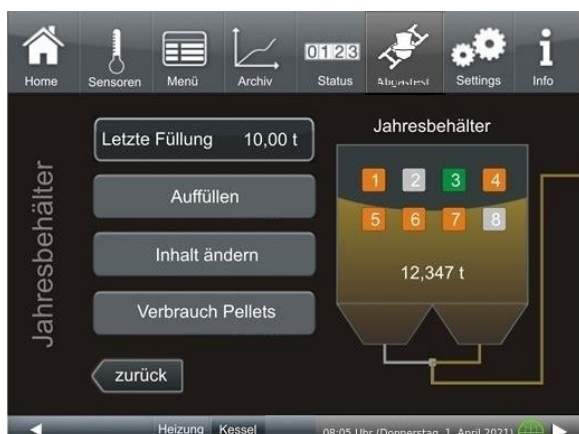 0123
Home Sensoren Menü Archiv Status Abgastest Settings Info
Jahresbehälter
Letzte Füllung 10,00 t
Auffüllen
Inhalt ändern
Verbrauch Pellets
zurück
Jahresbehälter
1 2 3 4
5 6 7 8
12,347 t
Heizung Kessel 08:05 Uhr (Donnerstag, 1. April 2021)